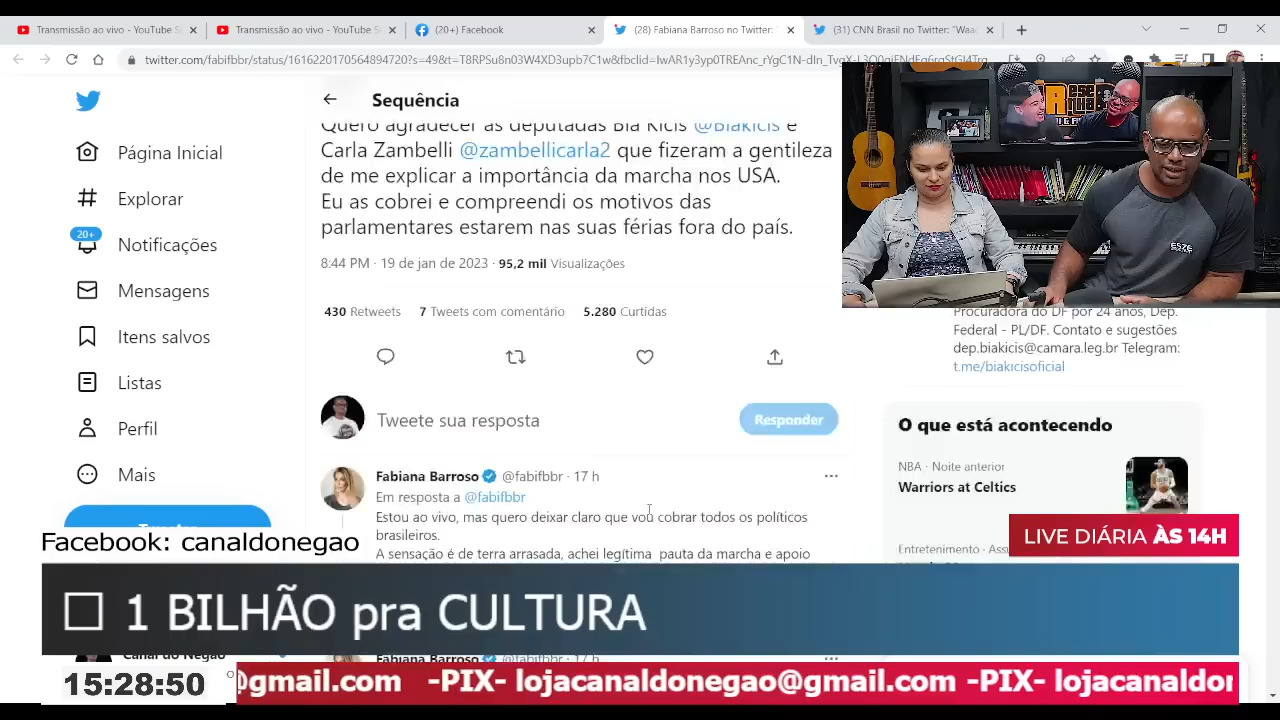 Transmissão ao vivo - YouTube S
Transmissão ao vivo - YouTube S
(20+) Facebook
(28) Fabiana Barroso no Twitter:
(31) CNN Brasil no Twitter: "Waa
Sequência
Quero agradecer as deputadas Bia Kicis @Biakicis e
Carla Zambelli @zambellicarla2 que fizeram a gentileza
de me explicar a importância da marcha nos USA.
Eu as cobrei e compreendi os motivos das
parlamentares estarem nas suas férias fora do país.
8:44 PM · 19 de jan de 2023 · 95,2 mil Visualizações
430 Retweets 7 Tweets com comentário 5.280 Curtidas
Tweete sua resposta
Responder
Fabiana Barroso @fabifbbr · 17 h
Em resposta a @fabifbbr
Estou ao vivo, mas quero deixar claro que vou cobrar todos os políticos
brasileiros.
A sensação é de terra arrasada, achei legítima pauta da marcha e apoio
Fabiana Barroso @fabifbbr · 17 h
20+
Página Inicial
Explorar
Notificações
Mensagens
Itens salvos
Listas
Perfil
Mais
Canal do Negão
Procuradora do DF por 24 anos, Dep.
Federal - PL/DF. Contato e sugestões
dep.biakicis@camara.leg.br Telegram:
t.me/biakicisoficial
O que está acontecendo
NBA · Noite anterior
Warriors at Celtics
Entretenimento · Assu
Facebook: canaldonegao
LIVE DIÁRIA ÀS 14H
☐ 1 BILHÃO pra CULTURA
15:28:50
@gmail.com -PIX- lojacanaldonegao@gmail.com -PIX- lojacanaldon